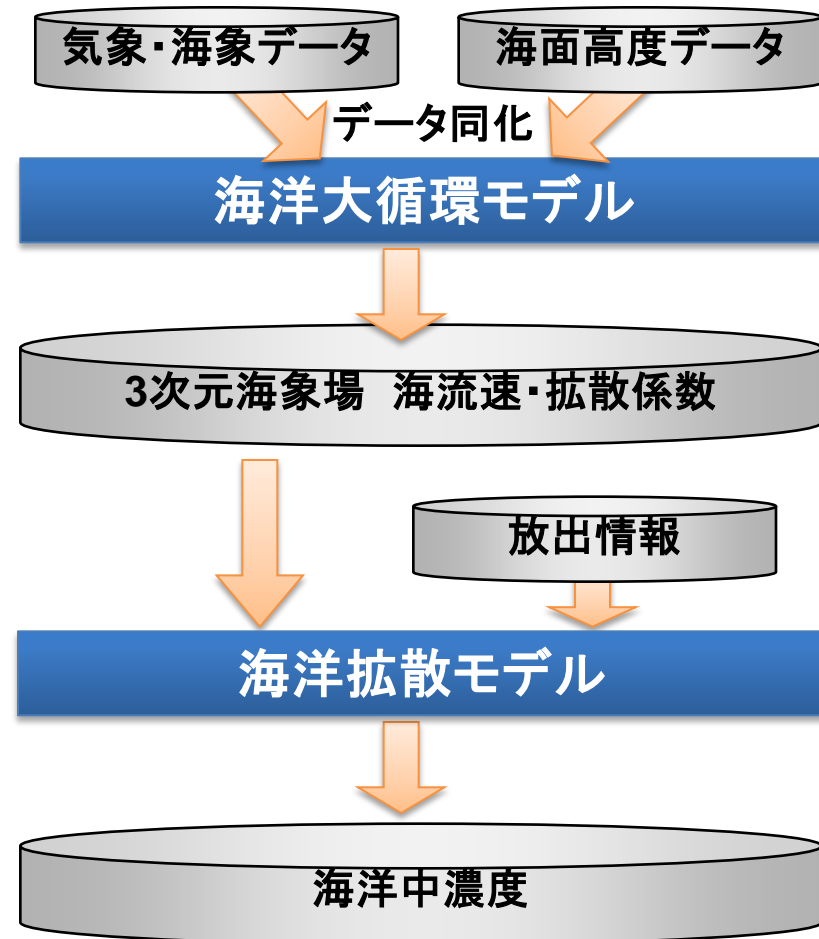 気象・海象データ
海面高度データ
データ同化
海洋大循環モデル
3次元海象場　海流速・拡散係数
放出情報
海洋拡散モデル
海洋中濃度